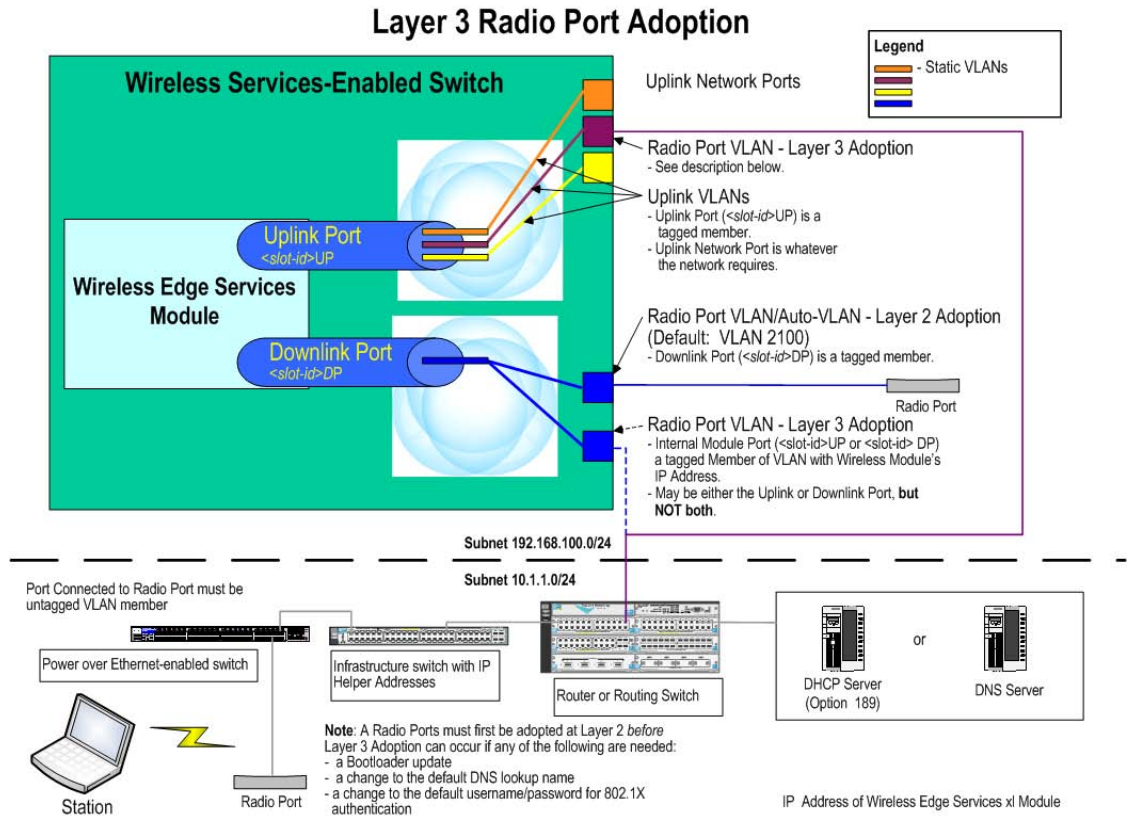 Layer 3 Radio Port Adoption
Legend
- Static VLANs
Wireless Services-Enabled Switch
Uplink Network Ports
Radio Port VLAN - Layer 3 Adoption
- See description below.
Uplink VLANs
- Uplink Port (<slot-id>UP) is a
tagged member.
- Uplink Network Port is whatever
the network requires.
Uplink Port
<slot-id>UP
Wireless Edge Services
Module
Downlink Port
<slot-id>DP
Radio Port VLAN/Auto-VLAN - Layer 2 Adoption
(Default: VLAN 2100)
- Downlink Port (<slot-id>DP) is a tagged member.
Radio Port
Radio Port VLAN - Layer 3 Adoption
- Internal Module Port (<slot-id>UP or <slot-id> DP)
a tagged Member of VLAN with Wireless Module's
IP Address.
- May be either the Uplink or Downlink Port, but
NOT both.
Subnet 192.168.100.0/24
Subnet 10.1.1.0/24
Port Connected to Radio Port must be
untagged VLAN member
Power over Ethernet-enabled switch
Infrastructure switch with IP
Helper Addresses
Router or Routing Switch
DHCP Server
(Option 189)
or
DNS Server
Note: A Radio Ports must first be adopted at Layer 2 before
Layer 3 Adoption can occur if any of the following are needed:
- a Bootloader update
- a change to the default DNS lookup name
- a change to the default username/password for 802.1X
authentication
Station
Radio Port
IP Address of Wireless Edge Services xl Module